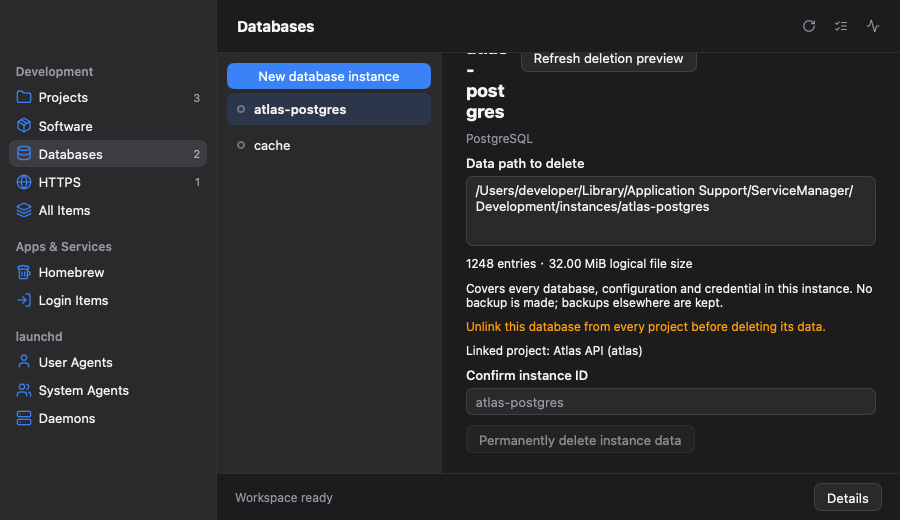 Databases
Development
Projects 3
Software
Databases 2
HTTPS 1
All Items
Apps & Services
Homebrew
Login Items
launchd
User Agents
System Agents
Daemons
New database instance
atlas-postgres
cache
atlas
-
post
gres
Refresh deletion preview
PostgreSQL
Data path to delete
/Users/developer/Library/Application Support/ServiceManager/
Development/instances/atlas-postgres
1248 entries · 32.00 MiB logical file size
Covers every database, configuration and credential in this instance. No
backup is made; backups elsewhere are kept.
Unlink this database from every project before deleting its data.
Linked project: Atlas API (atlas)
Confirm instance ID
atlas-postgres
Permanently delete instance data
Workspace ready
Details